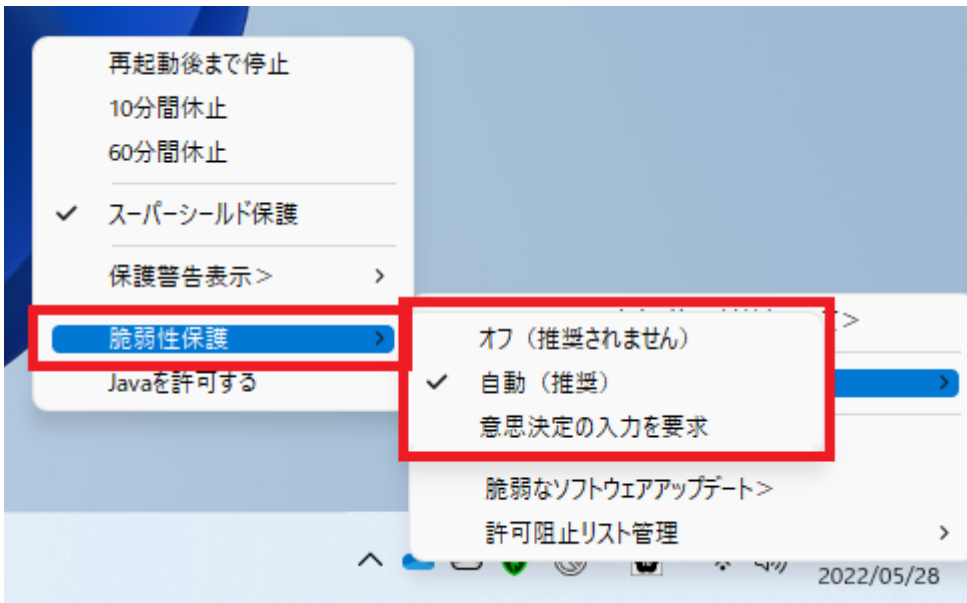 再起動後まで停止
10分間休止
60分間休止
スーパーシールド保護
保護警告表示＞
脆弱性保護
Javaを許可する
オフ（推奨されません）
自動（推奨）
意思決定の入力を要求
脆弱なソフトウェアアップデート＞
許可阻止リスト管理
2022/05/28